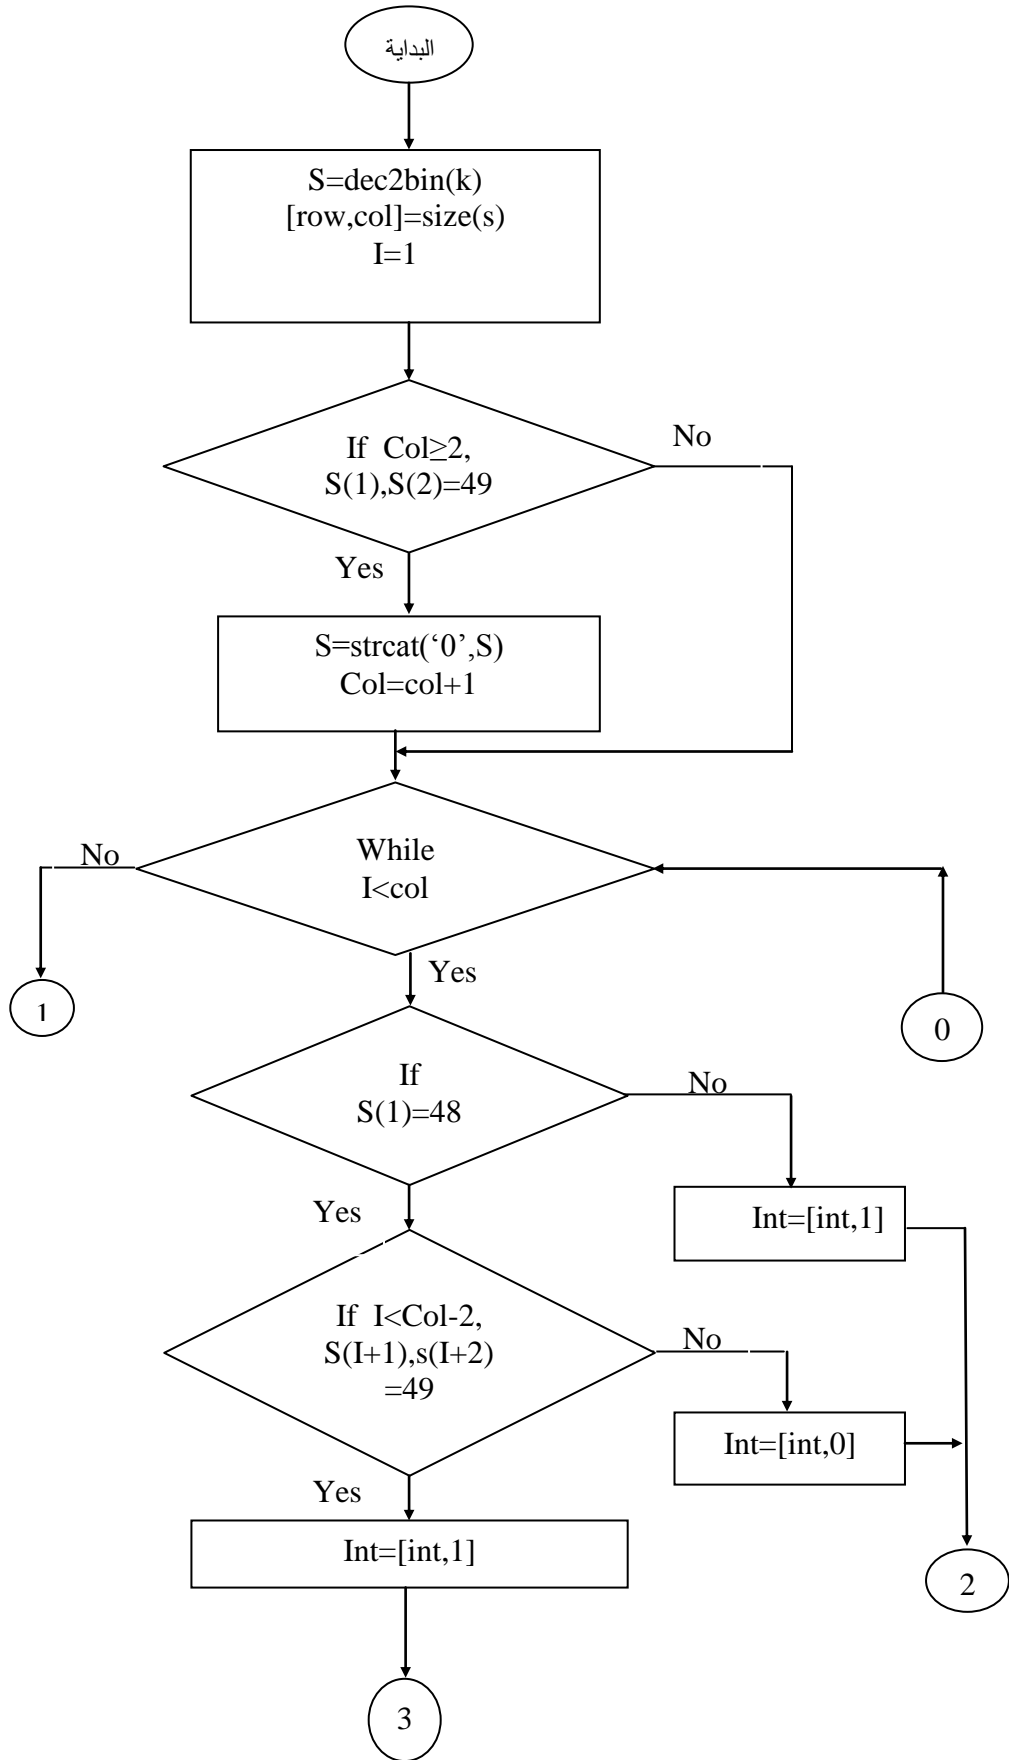 البداية
S=dec2bin(k)
[row,col]=size(s)
I=1
If Col≥2,
S(1),S(2)=49
No
Yes
S=strcat(‘0’,S)
Col=col+1
While
I<col
No
Yes
1
0
If
S(1)=48
No
Yes
Int=[int,1]
If I<Col-2,
S(I+1),s(I+2)
=49
No
Int=[int,0]
Yes
Int=[int,1]
2
3